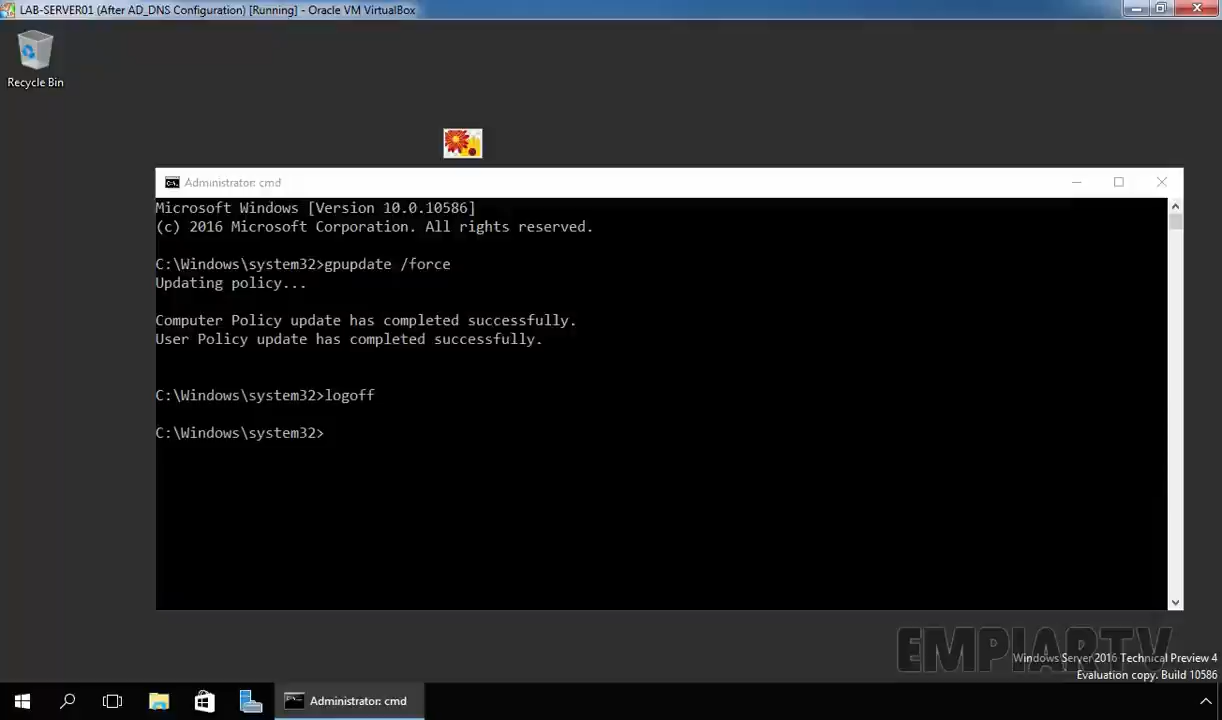 LAB-SERVER01 (After AD_DNS Configuration) [Running] - Oracle VM VirtualBox
Recycle Bin
Administrator: cmd
Microsoft Windows [Version 10.0.10586]
(c) 2016 Microsoft Corporation. All rights reserved.
C:\Windows\system32>gpupdate /force
Updating policy...
Computer Policy update has completed successfully.
User Policy update has completed successfully.
C:\Windows\system32>logoff
C:\Windows\system32>
EMPIARTV
Windows Server 2016 Technical Preview 4
Evaluation copy. Build 10586
Administrator: cmd